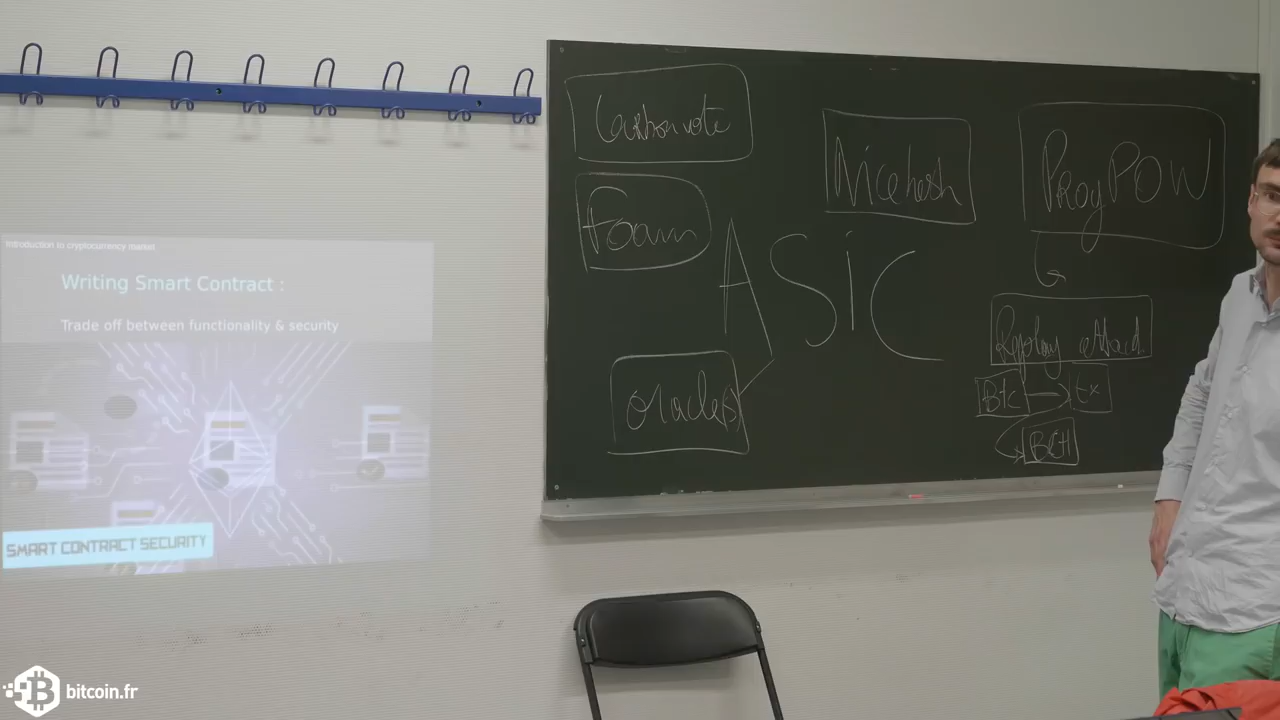 Introduction to cryptocurrency market
Writing Smart Contract :
Trade off between functionality & security
SMART CONTRACT SECURITY
Carbonvote
Foam
ASiC
Oracle(s)
Nicehash
ProgPOW
Replay attack
Btc
tx
BCH
bitcoin.fr